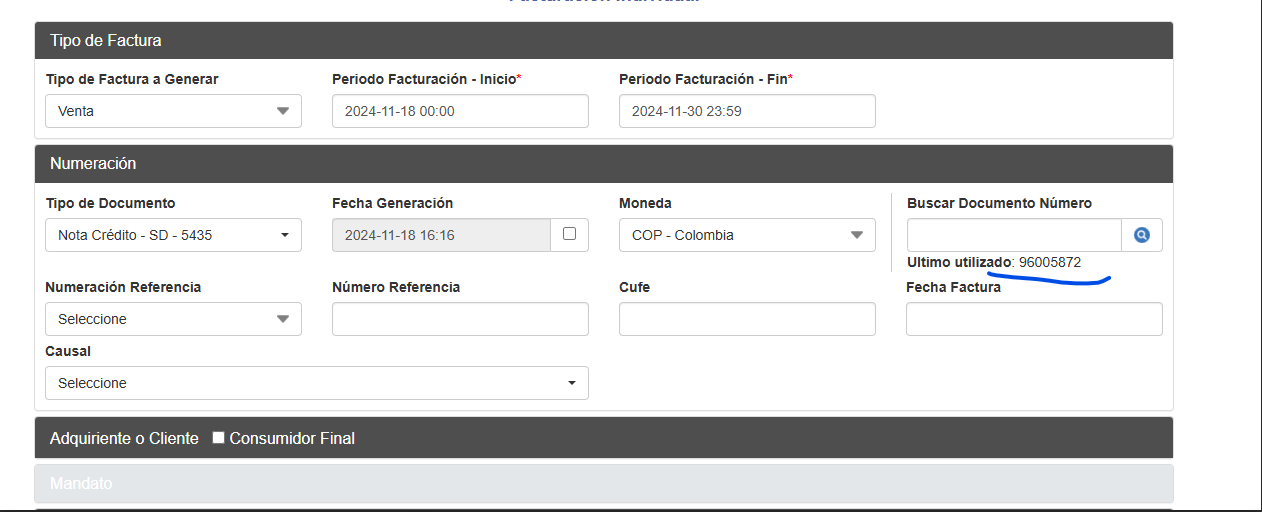 Facturación Individual
Tipo de Factura
Tipo de Factura a Generar
Periodo Facturación - Inicio*
Periodo Facturación - Fin*
Venta
2024-11-18 00:00
2024-11-30 23:59
Numeración
Tipo de Documento
Fecha Generación
Moneda
Buscar Documento Número
Nota Crédito - SD - 5435
2024-11-18 16:16
COP - Colombia
Ultimo utilizado: 96005872
Numeración Referencia
Número Referencia
Cufe
Fecha Factura
Seleccione
Causal
Seleccione
Adquiriente o Cliente
Consumidor Final
Mandato